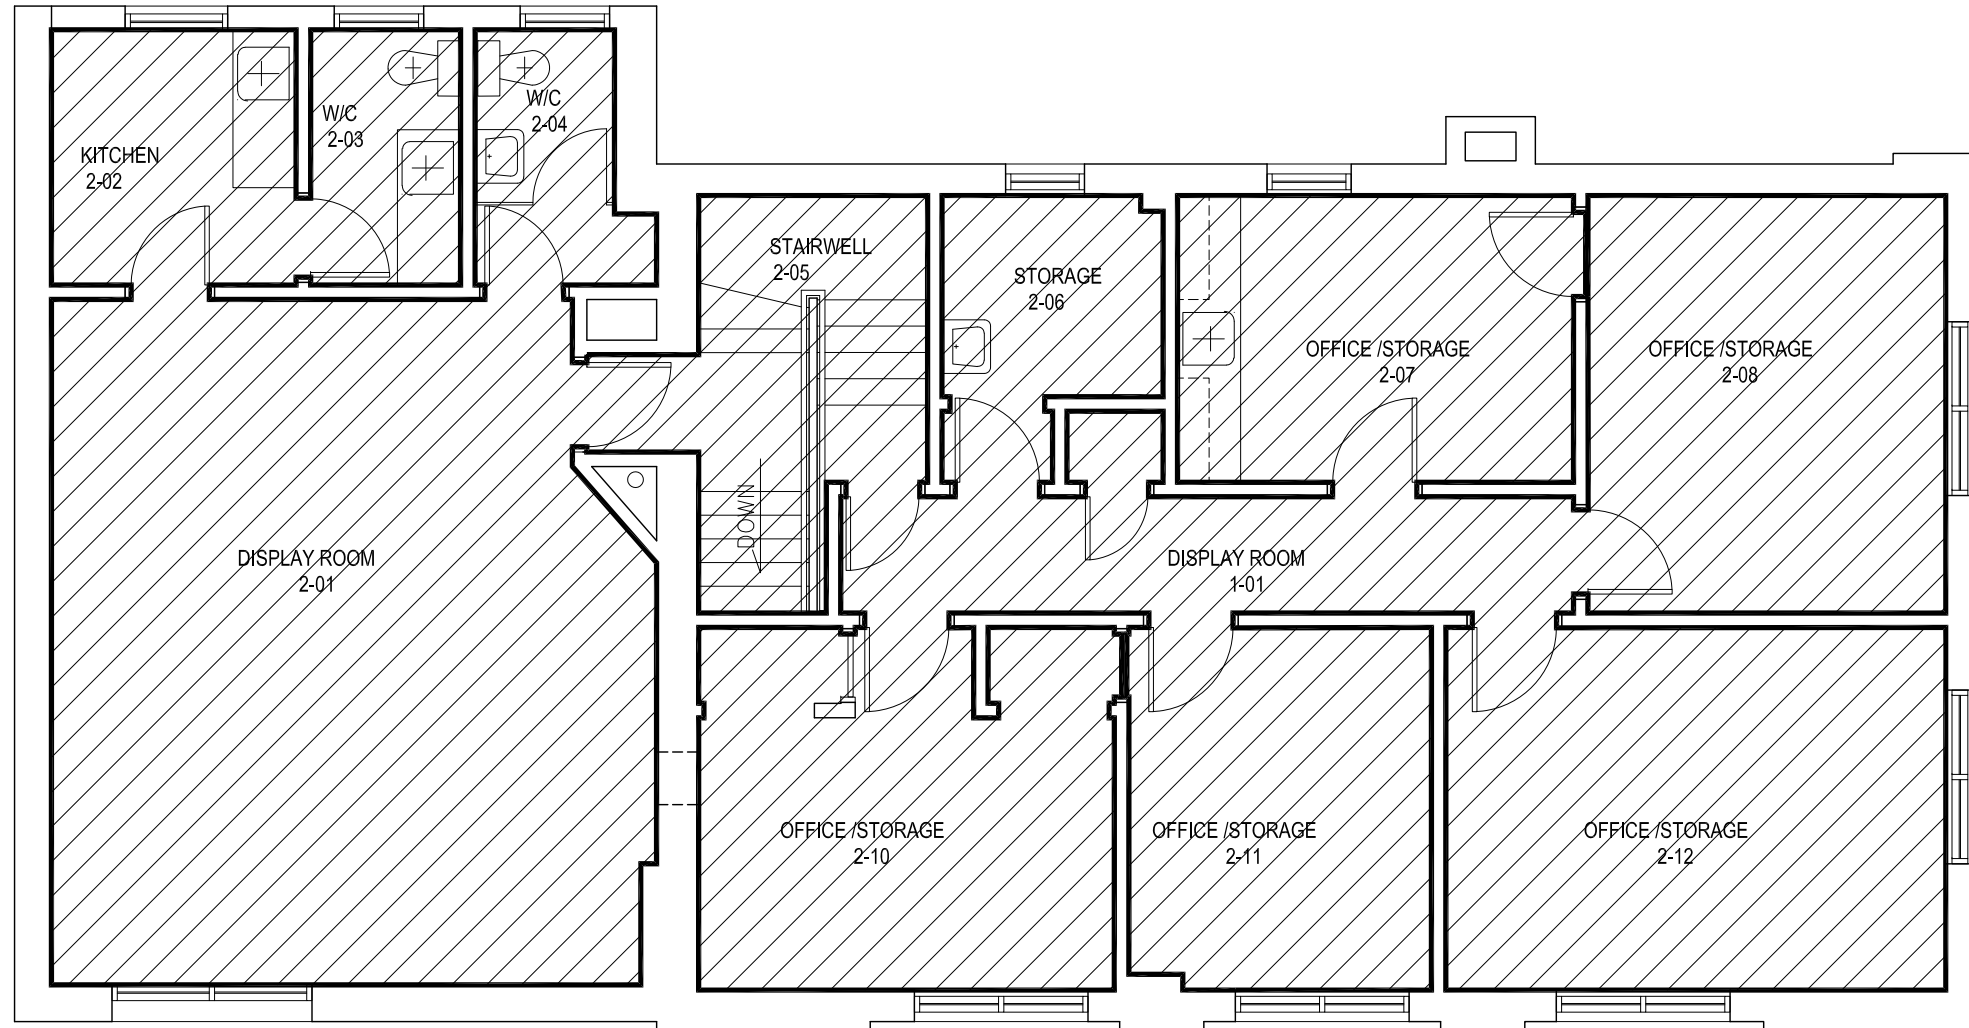 KITCHEN
2-02
W/C
2-03
W/C
2-04
STAIRWELL
2-05
STORAGE
2-06
OFFICE /STORAGE
2-07
OFFICE /STORAGE
2-08
DISPLAY ROOM
2-01
DOWN
DISPLAY ROOM
1-01
OFFICE /STORAGE
2-10
OFFICE /STORAGE
2-11
OFFICE /STORAGE
2-12